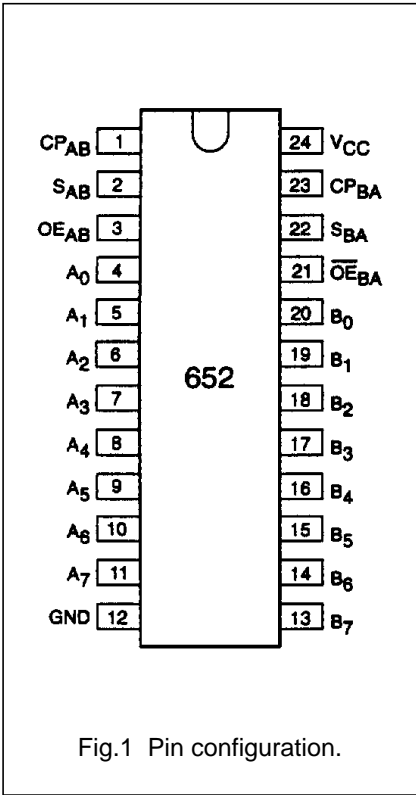 CP_AB 1 24 V_CC
S_AB 2 23 CP_BA
OE_AB 3 22 S_BA
A_0 4 21 O̅E̅_BA
A_1 5 20 B_0
A_2 6 19 B_1
652
A_3 7 18 B_2
A_4 8 17 B_3
A_5 9 16 B_4
A_6 10 15 B_5
A_7 11 14 B_6
GND 12 13 B_7
Fig.1 Pin configuration.